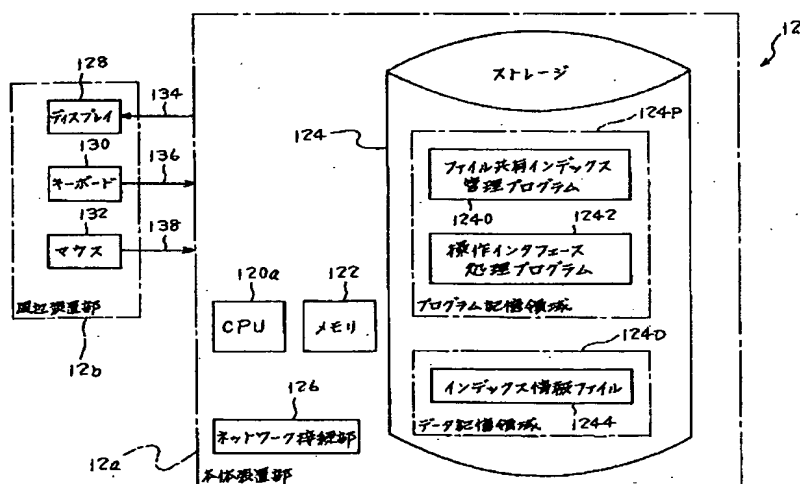 12
ストレージ
128
ディスプレイ
134
130
キーボード
136
132
マウス
138
周辺装置部
12b
124
124P
ファイル共有インデックス
管理プログラム
1240
1242
操作インタフェース
処理プログラム
プログラム記憶領域
120a
CPU
122
メモリ
124D
インデックス情報ファイル
1244
データ記憶領域
126
ネットワーク接続部
12a
本体装置部